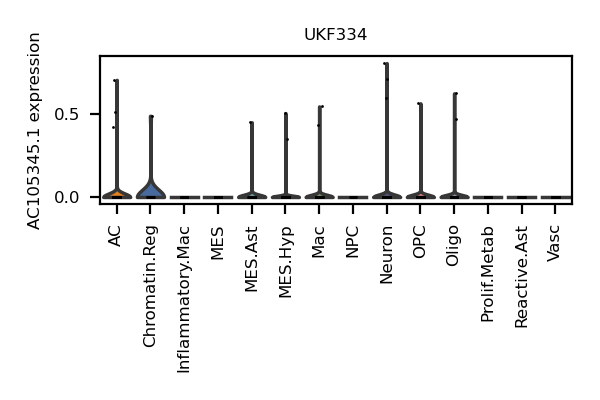 UKF334
AC105345.1 expression
0.5
0.0
AC
Chromatin.Reg
Inflammatory.Mac
MES
MES.Ast
MES.Hyp
Mac
NPC
Neuron
OPC
Oligo
Prolif.Metab
Reactive.Ast
Vasc